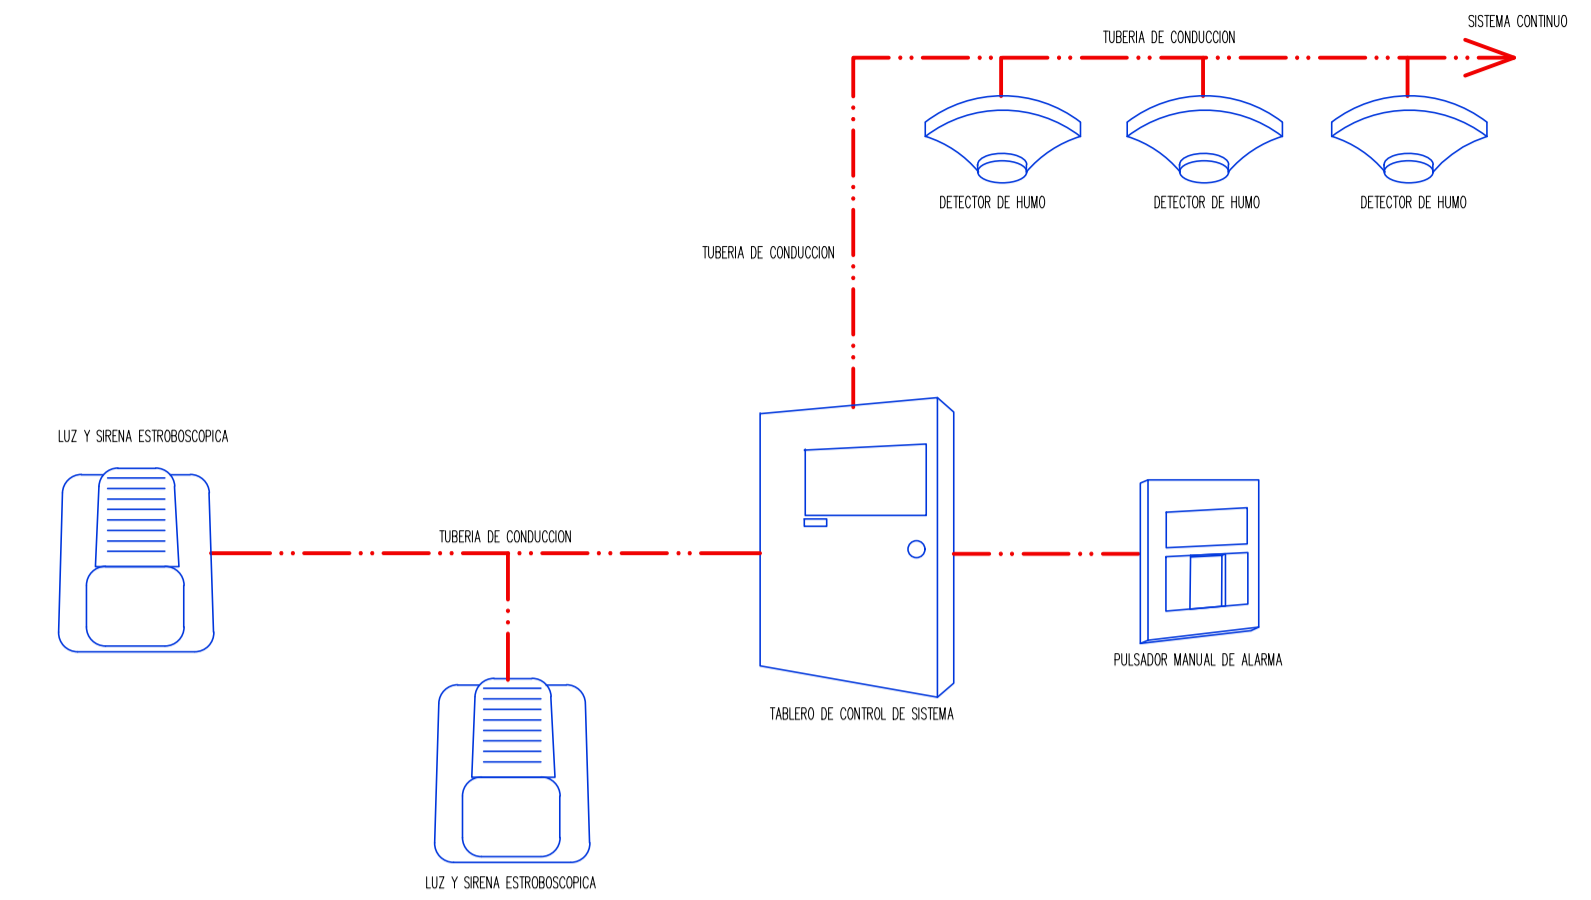 SISTEMA CONTINUO
TUBERIA DE CONDUCCION
DETECTOR DE HUMO
DETECTOR DE HUMO
DETECTOR DE HUMO
TUBERIA DE CONDUCCION
LUZ Y SIRENA ESTROBOSCOPICA
TUBERIA DE CONDUCCION
PULSADOR MANUAL DE ALARMA
TABLERO DE CONTROL DE SISTEMA
LUZ Y SIRENA ESTROBOSCOPICA